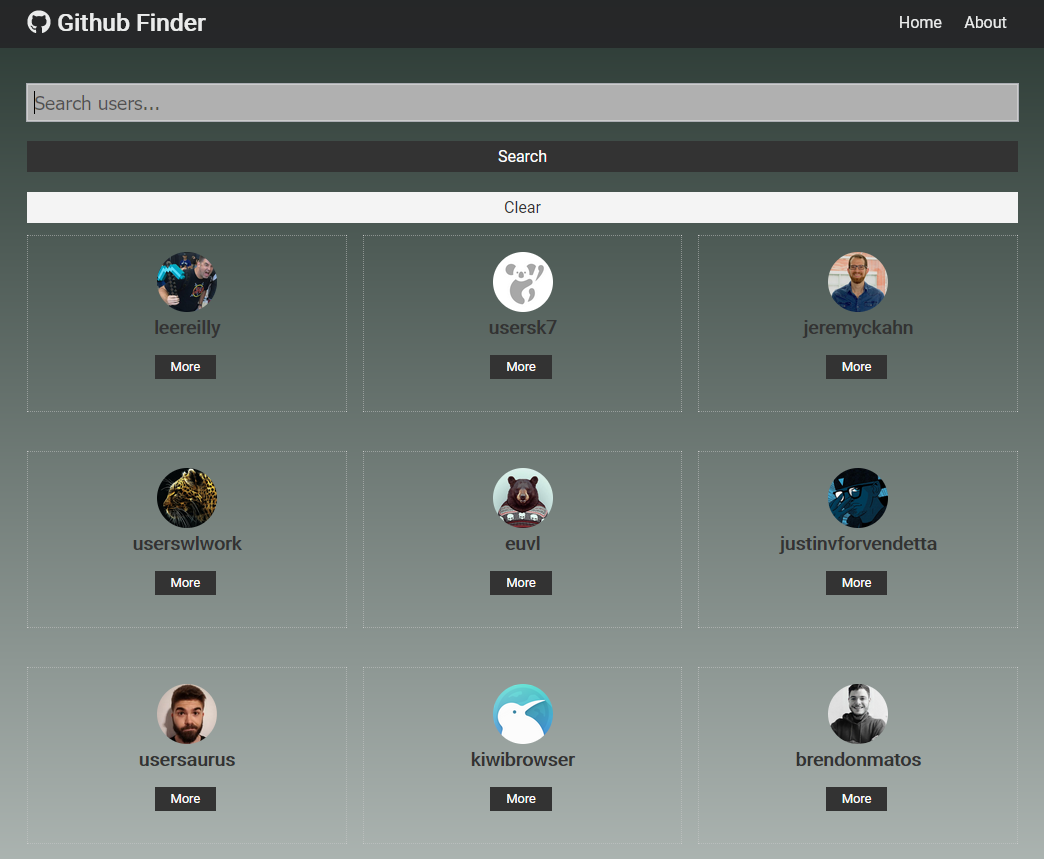 Github Finder
Home About
Search users...
Search
Clear
leereilly usersk7 jeremyckahn
More More More
userswlwork euvl justinvforvendetta
More More More
usersaurus kiwibrowser brendonmatos
More More More